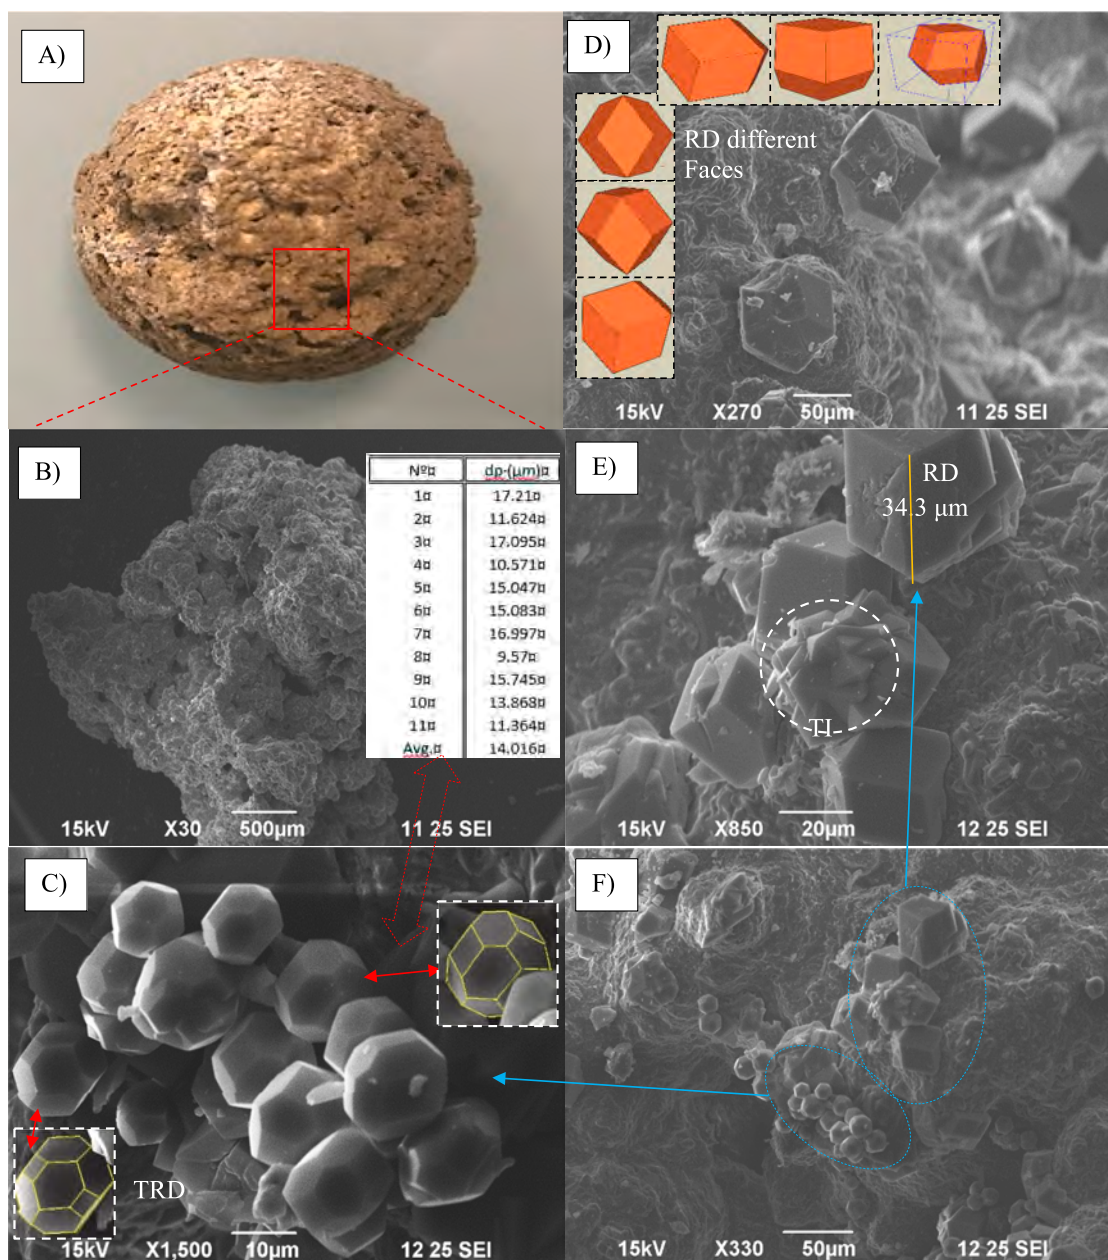 A)
D)
RD different
Faces
15kV X270 50µm 11 25 SEI
B)
Nº¤ dp·(µm)¤
1¤ 17.21¤
2¤ 11.624¤
3¤ 17.095¤
4¤ 10.571¤
5¤ 15.047¤
6¤ 15.083¤
7¤ 16.997¤
8¤ 9.57¤
9¤ 15.745¤
10¤ 13.868¤
11¤ 11.364¤
Avg.¤ 14.016¤
15kV X30 500µm 11 25 SEI
E)
RD
34.3 µm
TI
15kV X850 20µm 12 25 SEI
C)
TRD
15kV X1,500 10µm 12 25 SEI
F)
15kV X330 50µm 12 25 SEI